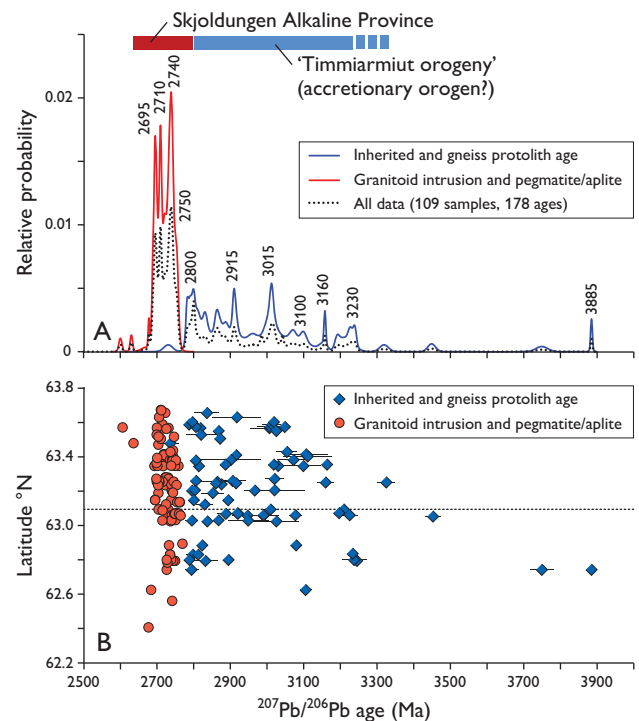 Skjoldungen Alkaline Province
'Timmiarmiut orogeny'
(accretionary orogen?)
0.02
0.01
0
Relative probability
2695
2710
2740
2750
2800
2915
3015
3100
3160
3230
3885
Inherited and gneiss protolith age
Granitoid intrusion and pegmatite/aplite
All data (109 samples, 178 ages)
A
63.8
63.4
63.0
62.6
62.2
Latitude °N
Inherited and gneiss protolith age
Granitoid intrusion and pegmatite/aplite
B
2500 2700 2900 3100 3300 3500 3700 3900
²⁰⁷Pb/²⁰⁶Pb age (Ma)